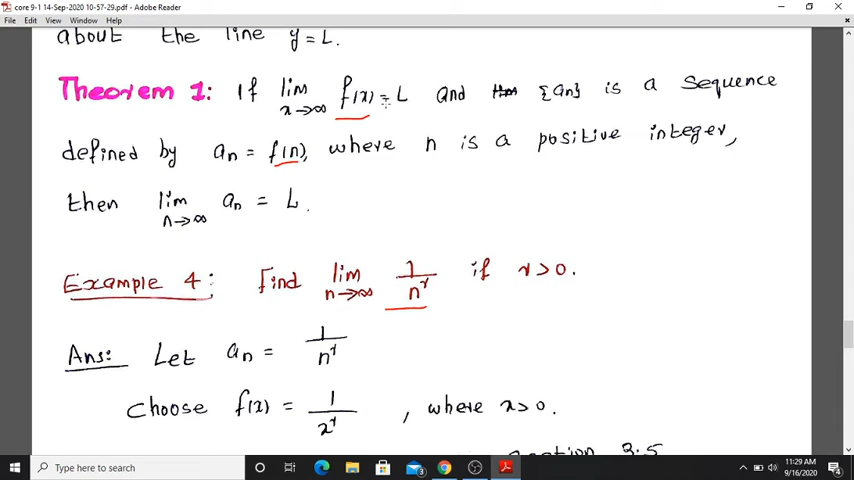 core 9-1 14-Sep-2020 10-57-29.pdf - Adobe Reader
File Edit View Window Help
about the line y = L.
Theorem 1: If lim x→∞ f(x) = L and {an} is a sequence
defined by an = f(n), where n is a positive integer,
then lim n→∞ an = L.
Example 4: Find lim n→∞ 1/n^r if r > 0.
Ans: Let an = 1/n^r
Choose f(x) = 1/x^r, where x > 0.
section 3.5
Type here to search
11:29 AM
9/16/2020